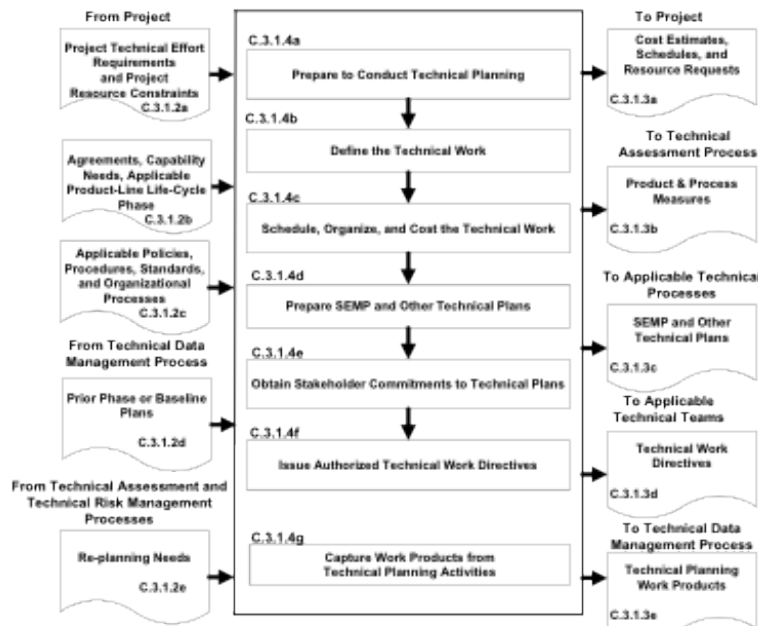 From Project
Project Technical Effort
Requirements
and Project
Resource Constraints
C.3.1.2a
Agreements, Capability
Needs, Applicable
Product-Line Life-Cycle
Phase
C.3.1.2b
Applicable Policies,
Procedures, Standards,
and Organizational
Processes
C.3.1.2c
From Technical Data
Management Process
Prior Phase or Baseline
Plans
C.3.1.2d
From Technical Assessment and
Technical Risk Management
Processes
Re-planning Needs
C.3.1.2e
C.3.1.4a
Prepare to Conduct Technical Planning
C.3.1.4b
Define the Technical Work
C.3.1.4c
Schedule, Organize, and Cost the Technical Work
C.3.1.4d
Prepare SEMP and Other Technical Plans
C.3.1.4e
Obtain Stakeholder Commitments to Technical Plans
C.3.1.4f
Issue Authorized Technical Work Directives
C.3.1.4g
Capture Work Products from
Technical Planning Activities
To Project
Cost Estimates,
Schedules, and
Resource Requests
C.3.1.3a
To Technical
Assessment Process
Product & Process
Measures
C.3.1.3b
To Applicable Technical
Processes
SEMP and Other
Technical Plans
C.3.1.3c
To Applicable
Technical Teams
Technical Work
Directives
C.3.1.3d
To Technical Data
Management Process
Technical Planning
Work Products
C.3.1.3e